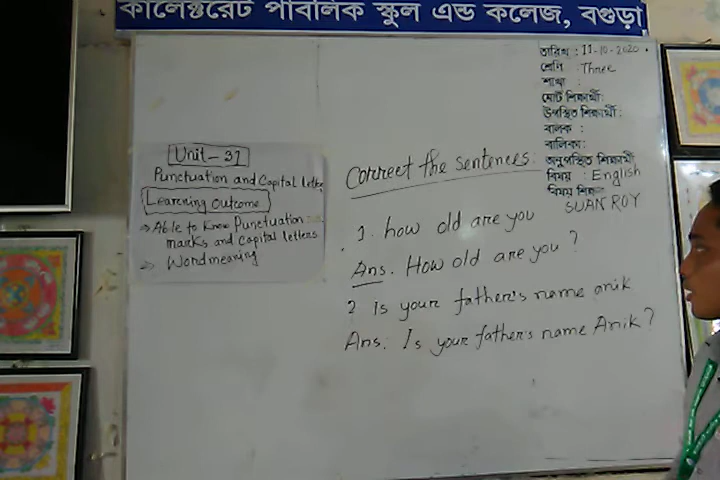 কালেক্টরেট পাবলিক স্কুল এন্ড কলেজ, বগুড়া
তারিখ : 11-10-2020.
শ্রেণি : Three
শাখা :
মোট শিক্ষার্থী:
উপস্থিত শিক্ষার্থী:
বালক :
বালিকা:
অনুপস্থিত শিক্ষার্থী
বিষয় : English
বিষয় শিক্ষক
SUAN ROY
Unit-37
Punctuation and Capital letter
Learning Outcome
→ Able to Know Punctuation
marks and capital letters
→ Word meaning
Correct the sentences:
1. how old are you
Ans. How old are you?
2 Is your father's name anik
Ans: Is your father's name Anik?